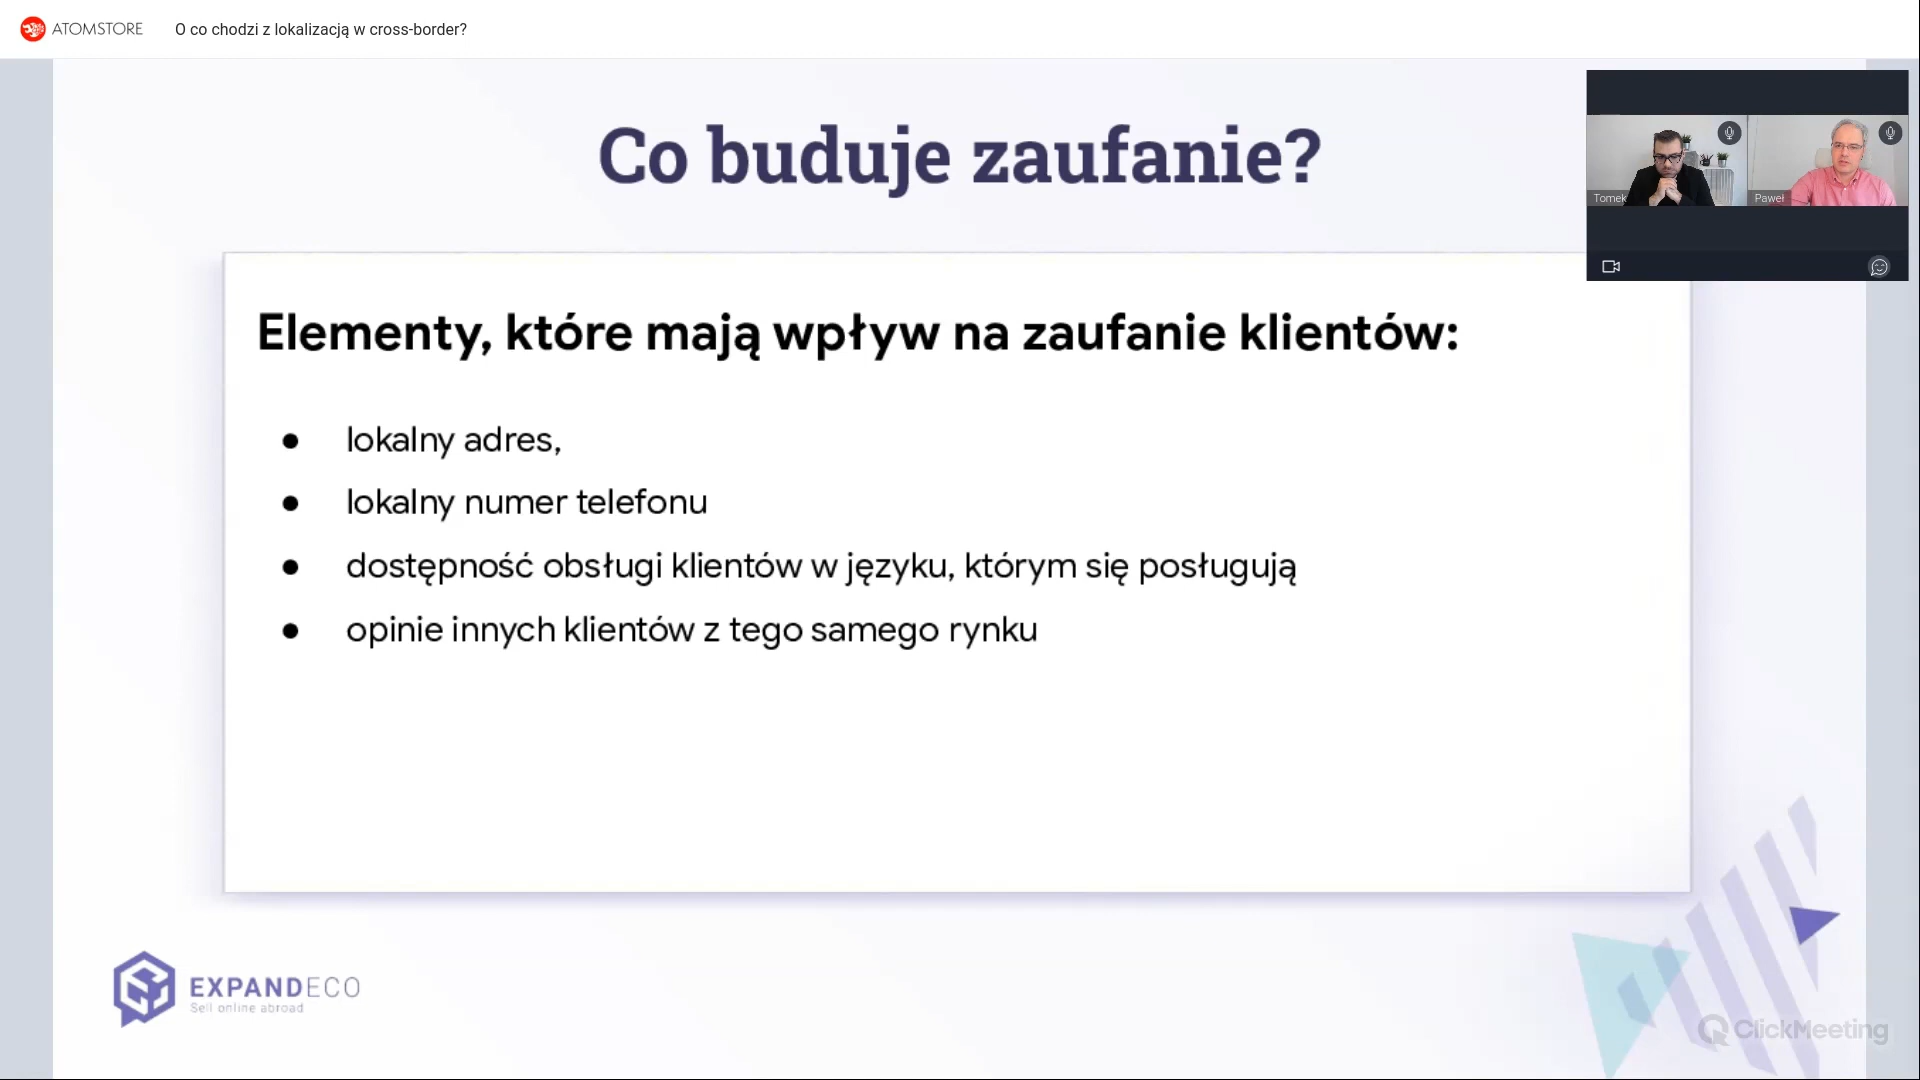 ATOMSTORE
O co chodzi z lokalizacją w cross-border?
Co buduje zaufanie?
Tomek
Paweł
Elementy, które mają wpływ na zaufanie klientów:
● lokalny adres,
● lokalny numer telefonu
● dostępność obsługi klientów w języku, którym się posługują
● opinie innych klientów z tego samego rynku
EXPANDECO
Sell online abroad
ClickMeeting